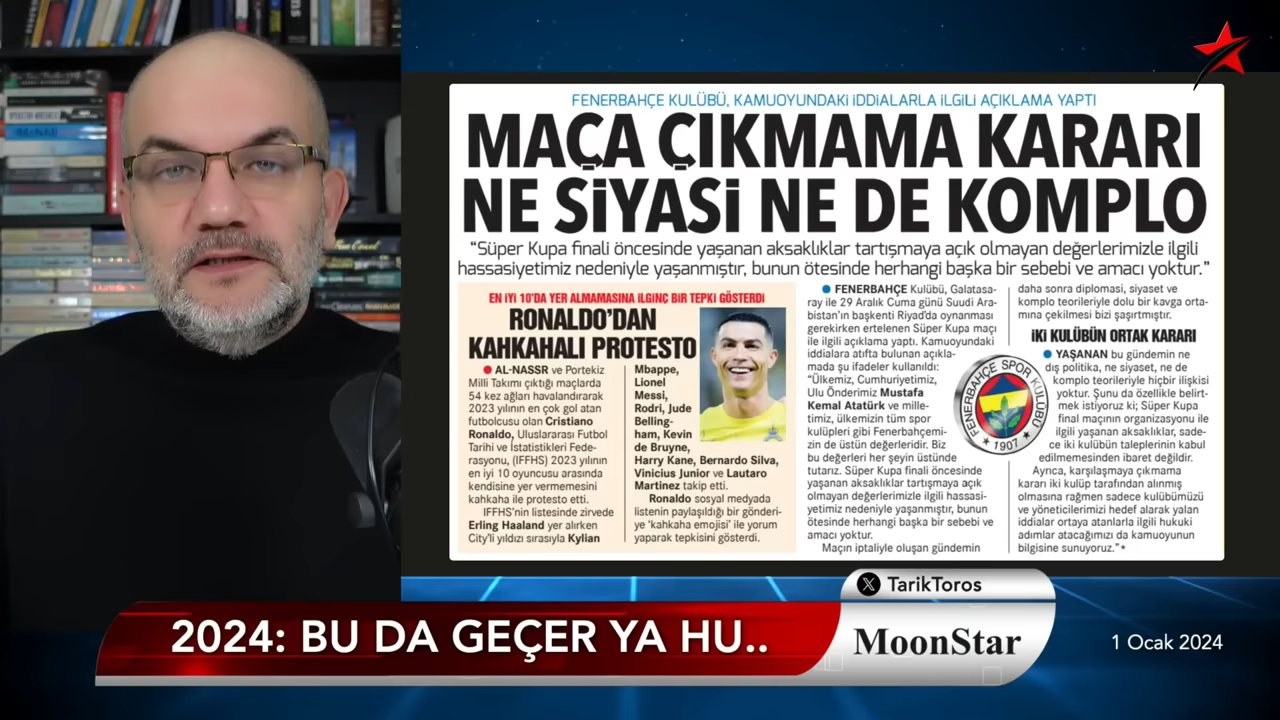 FENERBAHÇE KULÜBÜ, KAMUOYUNDAKİ İDDİALARLA İLGİLİ AÇIKLAMA YAPTI
MAÇA ÇIKMAMA KARARI
NE SİYASİ NE DE KOMPLO
“Süper Kupa finali öncesinde yaşanan aksaklıklar tartışmaya açık olmayan değerlerimizle ilgili
hassasiyetimiz nedeniyle yaşanmıştır, bunun ötesinde herhangi başka bir sebebi ve amacı yoktur.”
EN İYİ 10'DA YER ALMAMASINA İLGİNÇ BİR TEPKİ GÖSTERDİ
RONALDO'DAN
KAHKAHALI PROTESTO
● AL-NASSR ve Portekiz
Milli Takımı çıktığı maçlarda
54 kez ağları havalandırarak
2023 yılının en çok gol atan
futbolcusu olan Cristiano
Ronaldo, Uluslararası Futbol
Tarihi ve İstatistikleri Fede-
rasyonu, (IFFHS) 2023 yılının
en iyi 10 oyuncusu arasında
kendisine yer vermemesini
kahkaha ile protesto etti.
IFFHS'nin listesinde zirvede
Erling Haaland yer alırken
City'li yıldızı sırasıyla Kylian
Mbappe,
Lionel
Messi,
Rodri, Jude
Belling-
ham, Kevin
de Bruyne,
Harry Kane, Bernardo Silva,
Vinicius Junior ve Lautaro
Martinez takip etti.
Ronaldo sosyal medyada
listenin paylaşıldığı bir gönderi-
ye 'kahkaha emojisi' ile yorum
yaparak tepkisini gösterdi.
● FENERBAHÇE Kulübü, Galatasa-
ray ile 29 Aralık Cuma günü Suudi Ara-
bistan'ın başkenti Riyad'da oynanması
gerekirken ertelenen Süper Kupa maçı
ile ilgili açıklama yaptı. Kamuoyundaki
iddialara atıfta bulunan açıkla-
mada şu ifadeler kullanıldı:
“Ülkemiz, Cumhuriyetimiz,
Ulu Önderimiz Mustafa
Kemal Atatürk ve mille-
timiz, ülkemizin tüm spor
kulüpleri gibi Fenerbahçemi-
zin de üstün değerleridir. Biz
bu değerleri her şeyin üstünde
tutarız. Süper Kupa finali öncesinde
yaşanan aksaklıklar tartışmaya açık
olmayan değerlerimizle ilgili hassasi-
yetimiz nedeniyle yaşanmıştır, bunun
ötesinde herhangi başka bir sebebi ve
amacı yoktur.
Maçın iptaliyle oluşan gündemin
daha sonra diplomasi, siyaset ve
komplo teorileriyle dolu bir kavga orta-
mına çekilmesi bizi şaşırtmıştır.
İKİ KULÜBÜN ORTAK KARARI
● YAŞANAN bu gündemin ne
dış politika, ne siyaset, ne de
komplo teorileriyle hiçbir ilişkisi
yoktur. Şunu da özellikle belirt-
mek istiyoruz ki; Süper Kupa
final maçının organizasyonu ile
ilgili yaşanan aksaklıklar, sade-
ce iki kulübün taleplerinin kabul
edilmemesinden ibaret değildir.
Ayrıca, karşılaşmaya çıkmama
kararı iki kulüp tarafından alınmış
olmasına rağmen sadece kulübümüzü
ve yöneticilerimizi hedef alarak yalan
iddialar ortaya atanlarla ilgili hukuki
adımlar atacağımızı da kamuoyunun
bilgisine sunuyoruz.”*
FENERBAHÇE SPOR KULÜBÜ
★ 1907 ★
X TarikToros
2024: BU DA GEÇER YA HU..
MoonStar
1 Ocak 2024